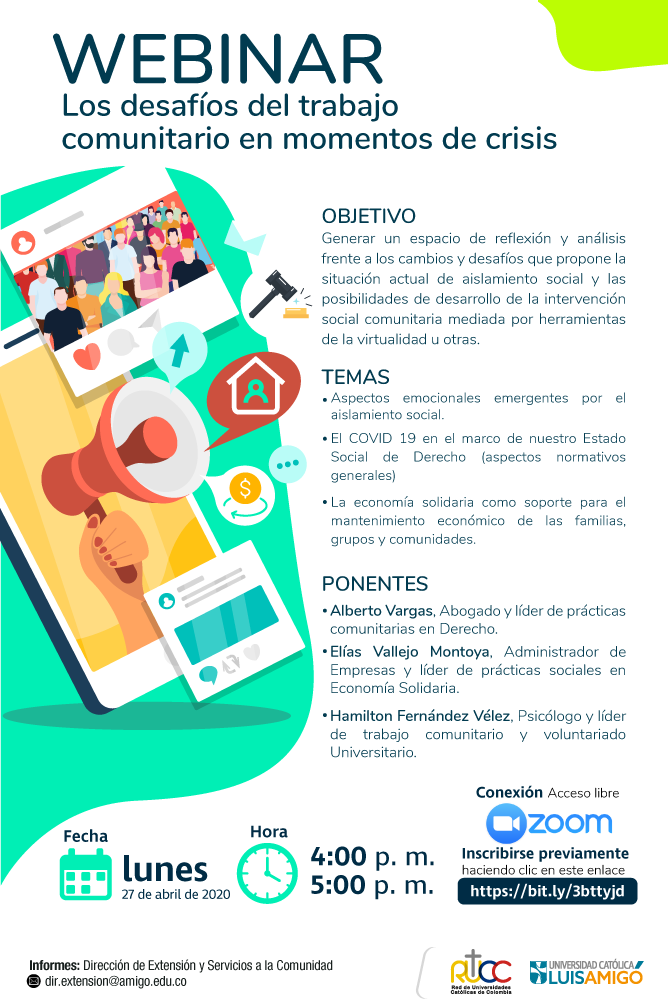 WEBINAR
Los desafíos del trabajo
comunitario en momentos de crisis
OBJETIVO
Generar un espacio de reflexión y análisis
frente a los cambios y desafíos que propone la
situación actual de aislamiento social y las
posibilidades de desarrollo de la intervención
social comunitaria mediada por herramientas
de la virtualidad u otras.
TEMAS
• Aspectos emocionales emergentes por el
aislamiento social.
• El COVID 19 en el marco de nuestro Estado
Social de Derecho (aspectos normativos
generales)
• La economía solidaria como soporte para el
mantenimiento económico de las familias,
grupos y comunidades.
PONENTES
• Alberto Vargas, Abogado y líder de prácticas
comunitarias en Derecho.
• Elías Vallejo Montoya, Administrador de
Empresas y líder de prácticas sociales en
Economía Solidaria.
• Hamilton Fernández Vélez, Psicólogo y líder
de trabajo comunitario y voluntariado
Universitario.
Fecha
lunes
27 de abril de 2020
Hora
4:00 p. m.
5:00 p. m.
Conexión Acceso libre
zoom
Inscribirse previamente
haciendo clic en este enlace
https://bit.ly/3bttyjd
Informes: Dirección de Extensión y Servicios a la Comunidad
dir.extension@amigo.edu.co
RUCC
Red de Universidades
Católicas de Colombia
UNIVERSIDAD CATÓLICA
LUIS AMIGÓ
$